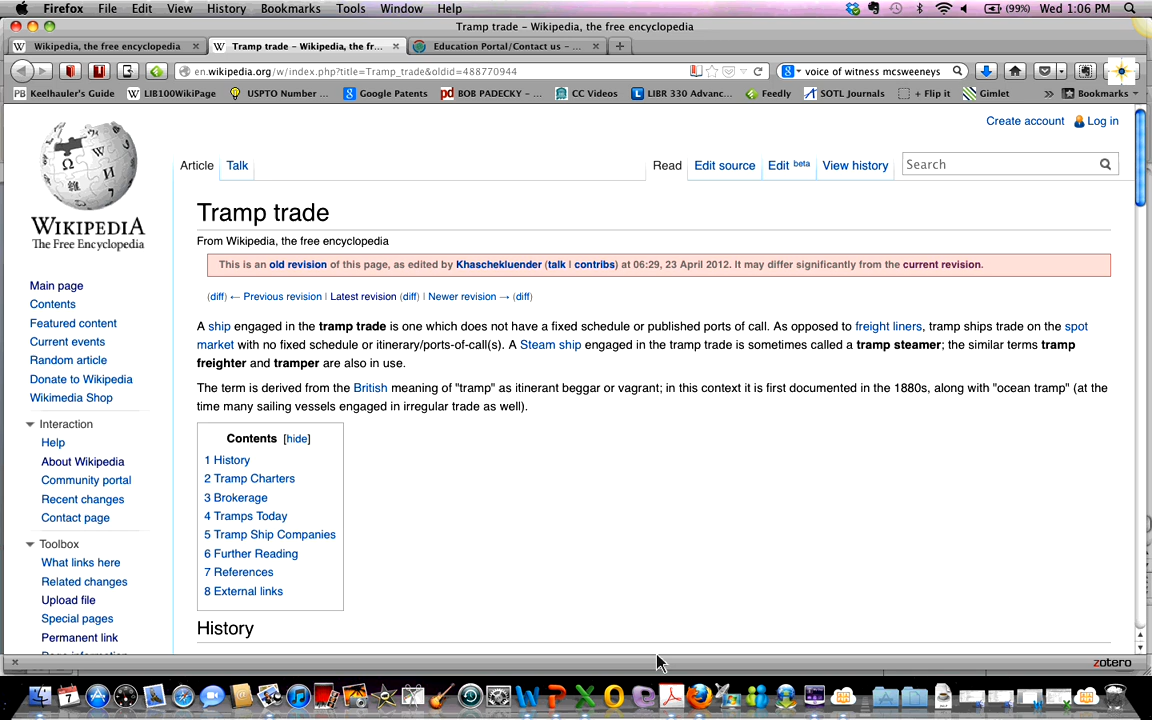 Firefox File Edit View History Bookmarks Tools Window Help (99%) Wed 1:06 PM
Tramp trade – Wikipedia, the free encyclopedia
Wikipedia, the free encyclopedia Tramp trade – Wikipedia, the fr... Education Portal/Contact us – ...
en.wikipedia.org/w/index.php?title=Tramp_trade&oldid=488770944 voice of witness mcsweeneys
Keelhauler's Guide LIB100WikiPage USPTO Number ... Google Patents BOB PADECKY – ... CC Videos LIBR 330 Advanc... Feedly SOTL Journals + Flip it Gimlet » Bookmarks
Create account Log in
Article Talk Read Edit source Edit beta View history Search
WIKIPEDIA
The Free Encyclopedia
Main page
Contents
Featured content
Current events
Random article
Donate to Wikipedia
Wikimedia Shop
Interaction
Help
About Wikipedia
Community portal
Recent changes
Contact page
Toolbox
What links here
Related changes
Upload file
Special pages
Permanent link
Tramp trade
From Wikipedia, the free encyclopedia
This is an old revision of this page, as edited by Khaschekluender (talk | contribs) at 06:29, 23 April 2012. It may differ significantly from the current revision.
(diff) ← Previous revision | Latest revision (diff) | Newer revision → (diff)
A ship engaged in the tramp trade is one which does not have a fixed schedule or published ports of call. As opposed to freight liners, tramp ships trade on the spot
market with no fixed schedule or itinerary/ports-of-call(s). A Steam ship engaged in the tramp trade is sometimes called a tramp steamer; the similar terms tramp
freighter and tramper are also in use.
The term is derived from the British meaning of "tramp" as itinerant beggar or vagrant; in this context it is first documented in the 1880s, along with "ocean tramp" (at the
time many sailing vessels engaged in irregular trade as well).
Contents [hide]
1 History
2 Tramp Charters
3 Brokerage
4 Tramps Today
5 Tramp Ship Companies
6 Further Reading
7 References
8 External links
History
zotero